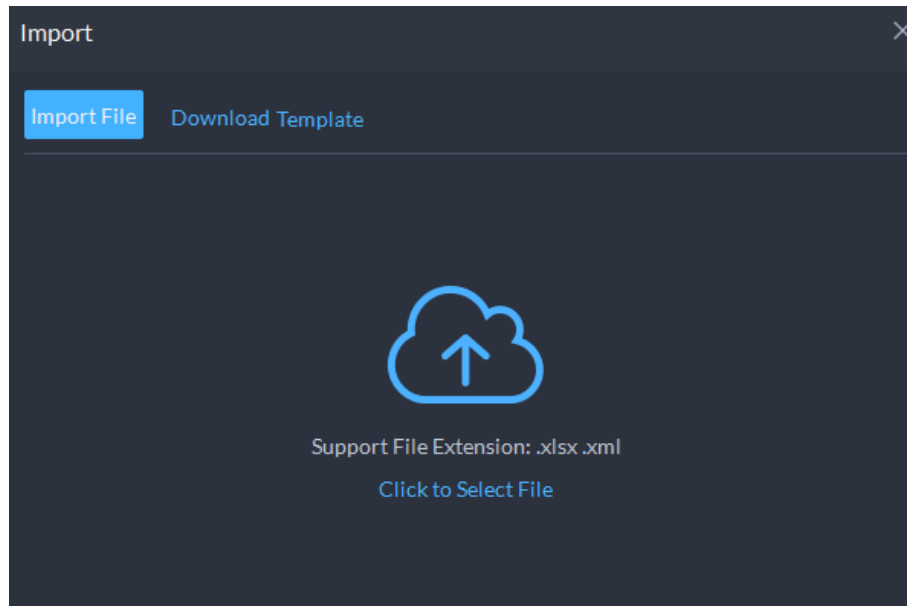 Import
Import File
Download Template
Support File Extension: .xlsx .xml
Click to Select File